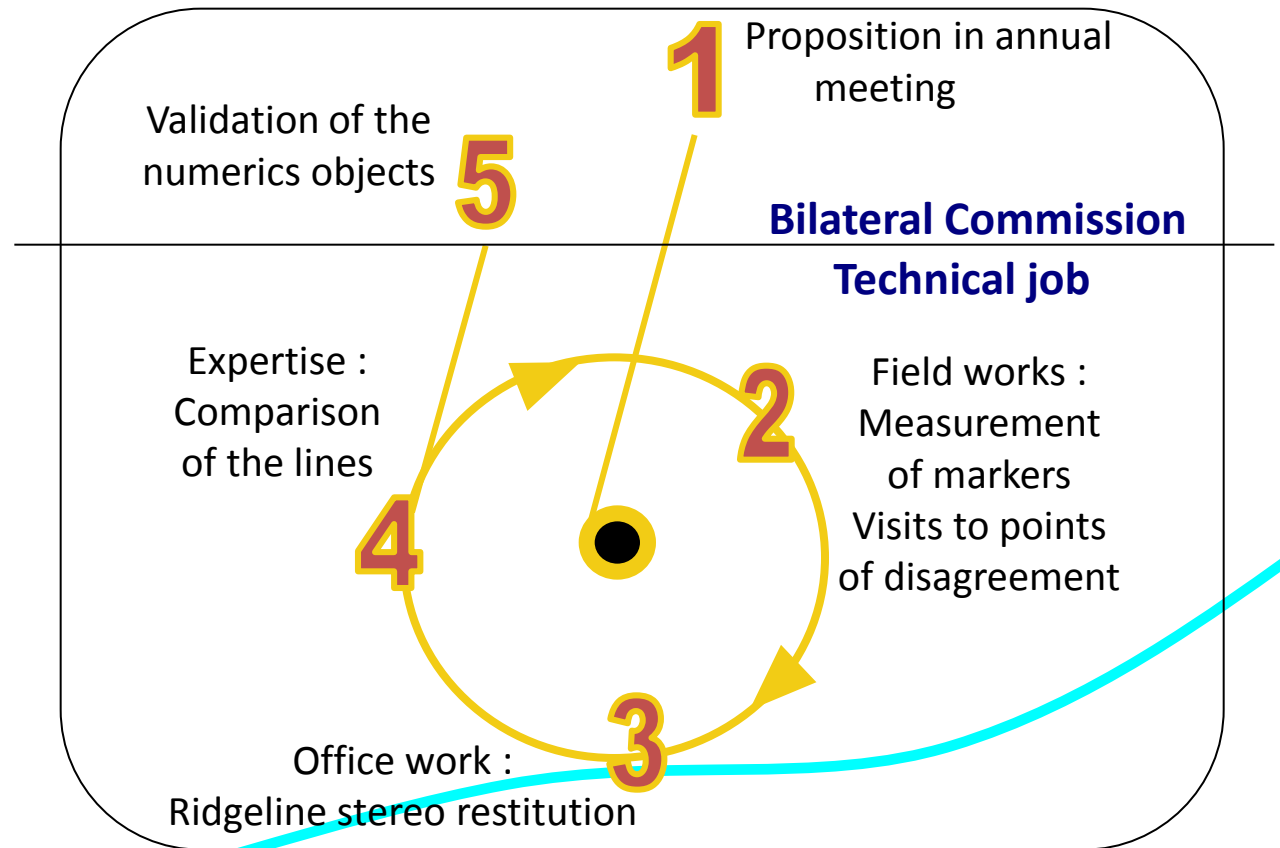 1
Proposition in annual
meeting
Validation of the
numerics objects
5
Bilateral Commission
Technical job
2
Field works :
Measurement
of markers
Visits to points
of disagreement
Expertise :
Comparison
of the lines
4
3
Office work :
Ridgeline stereo restitution